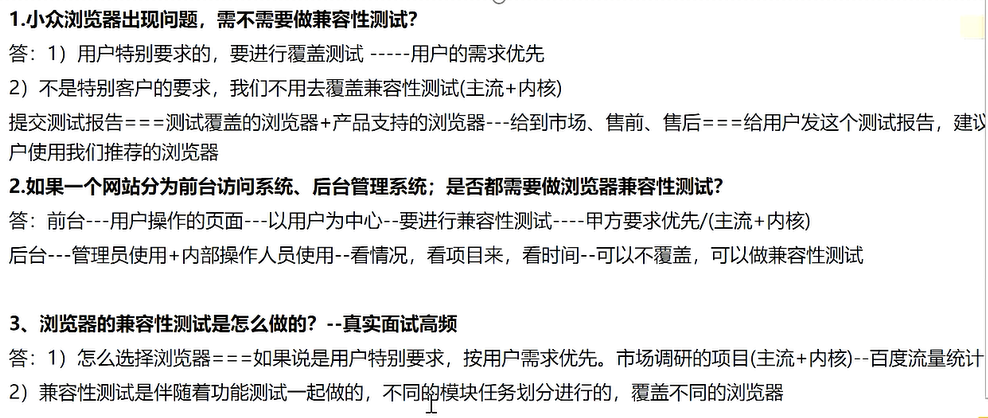 1.小众浏览器出现问题，需不需要做兼容性测试？
答：1）用户特别要求的，要进行覆盖测试 -----用户的需求优先
2）不是特别客户的要求，我们不用去覆盖兼容性测试(主流+内核)
提交测试报告===测试覆盖的浏览器+产品支持的浏览器---给到市场、售前、售后===给用户发这个测试报告，建议
户使用我们推荐的浏览器
2.如果一个网站分为前台访问系统、后台管理系统；是否都需要做浏览器兼容性测试？
答：前台---用户操作的页面---以用户为中心--要进行兼容性测试----甲方要求优先/(主流+内核)
后台---管理员使用+内部操作人员使用--看情况，看项目来，看时间--可以不覆盖，可以做兼容性测试
3、浏览器的兼容性测试是怎么做的？--真实面试高频
答：1）怎么选择浏览器===如果说是用户特别要求，按用户需求优先。市场调研的项目(主流+内核)--百度流量统计
2）兼容性测试是伴随着功能测试一起做的，不同的模块任务划分进行的，覆盖不同的浏览器